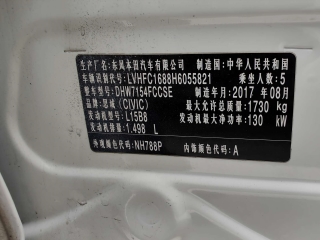 生产厂名：东风本田汽车有限公司 制造国：中华人民共和国
车辆识别代号：LVHFC1688H6055821 乘坐人数：5
整车型号：DHW7154FCCSE 制造年月：2017 年08月
品牌：思威 (CIVIC) 最大允许总质量：1730 kg
发动机型号：L15B8 发动机最大净功率：130 kW
发动机排量：1.498 L
外观颜色代码：NH788P 内饰颜色代码：A